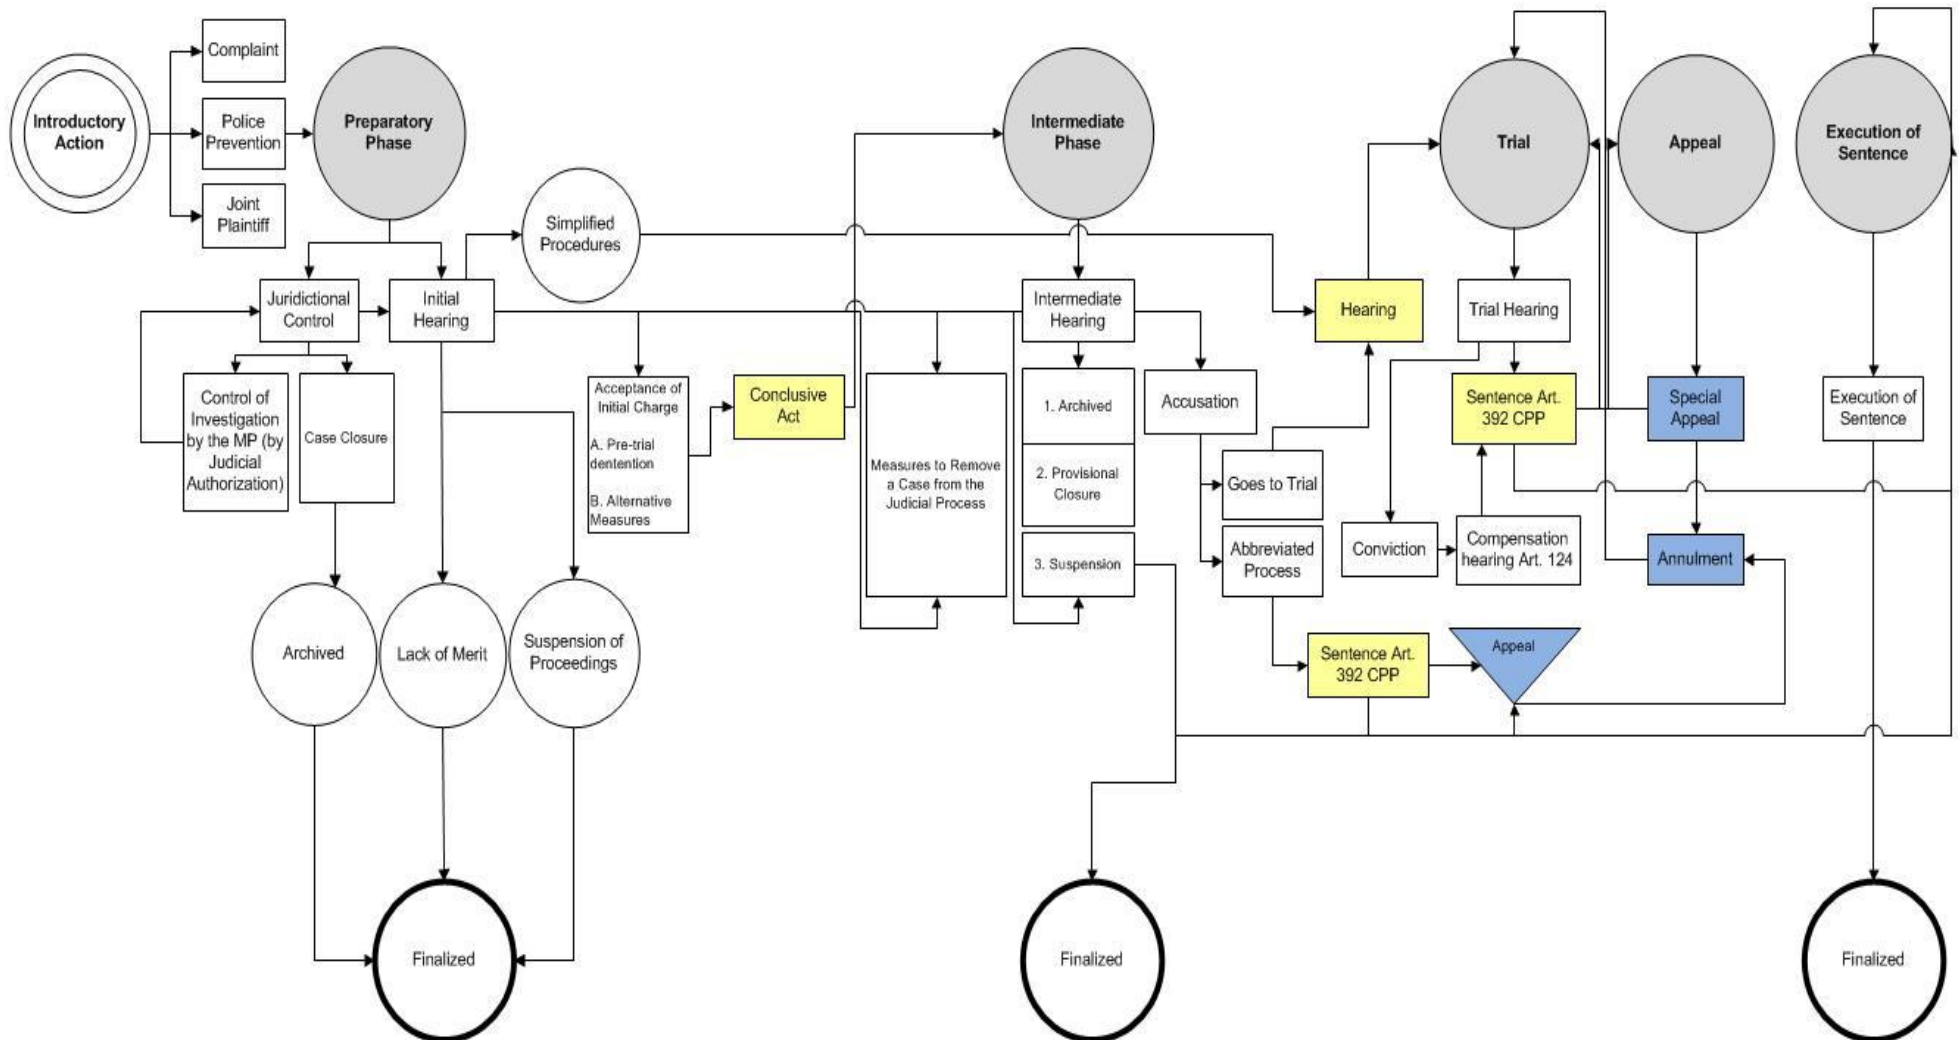 Introductory
Action
Complaint
Police
Prevention
Joint
Plaintiff
Preparatory
Phase
Simplified
Procedures
Juridictional
Control
Initial
Hearing
Control of
Investigation
by the MP (by
Judicial
Authorization)
Case Closure
Acceptance of
Initial Charge
A. Pre-trial
dentention
B. Alternative
Measures
Conclusive
Act
Archived
Lack of Merit
Suspension of
Proceedings
Finalized
Intermediate
Phase
Intermediate
Hearing
Measures to Remove
a Case from the
Judicial Process
1. Archived
2. Provisional
Closure
3. Suspension
Accusation
Goes to Trial
Abbreviated
Process
Hearing
Sentence Art.
392 CPP
Appeal
Finalized
Trial
Trial Hearing
Sentence Art.
392 CPP
Conviction
Compensation
hearing Art. 124
Appeal
Special
Appeal
Annulment
Execution of
Sentence
Execution of
Sentence
Finalized